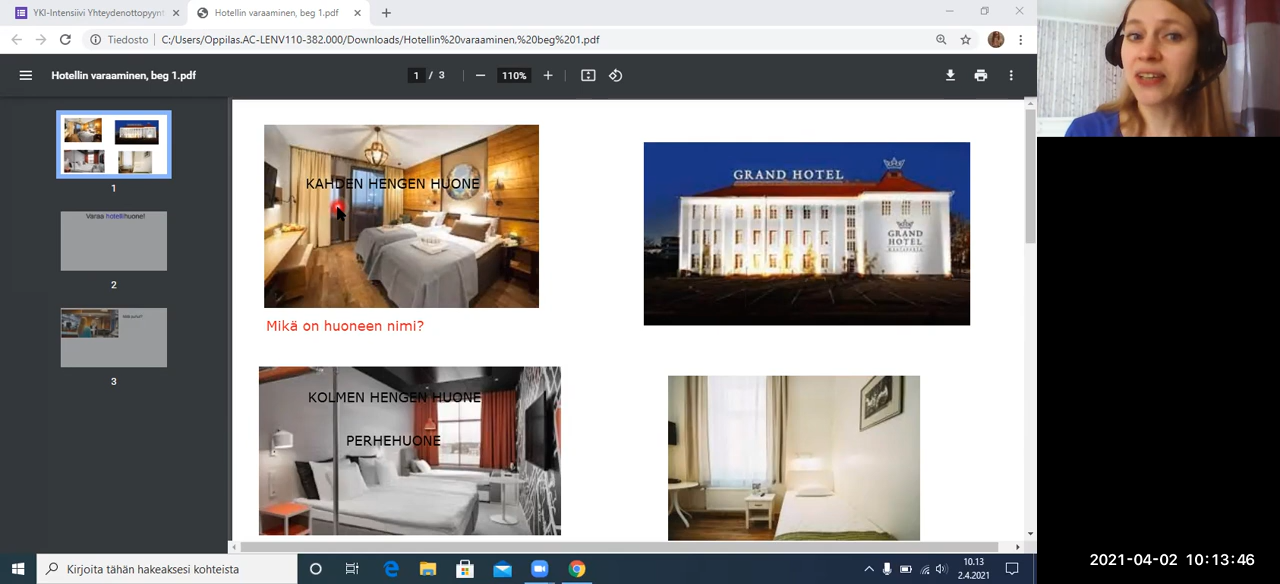 YKI-Intensiivi Yhteydenottopyynt
Hotellin varaaminen, beg 1.pdf
Tiedosto
C:/Users/Oppilas.AC-LENV110-382.000/Downloads/Hotellin%20varaaminen,%20beg%201.pdf
Hotellin varaaminen, beg 1.pdf
1 / 3
110%
1
Varaa hotellihuone!
2
3
KAHDEN HENGEN HUONE
GRAND HOTEL
GRAND
HOTEL
Mikä on huoneen nimi?
KOLMEN HENGEN HUONE
PERHEHUONE
Kirjoita tähän hakeaksesi kohteista
10.13
2.4.2021
2021-04-02 10:13:46